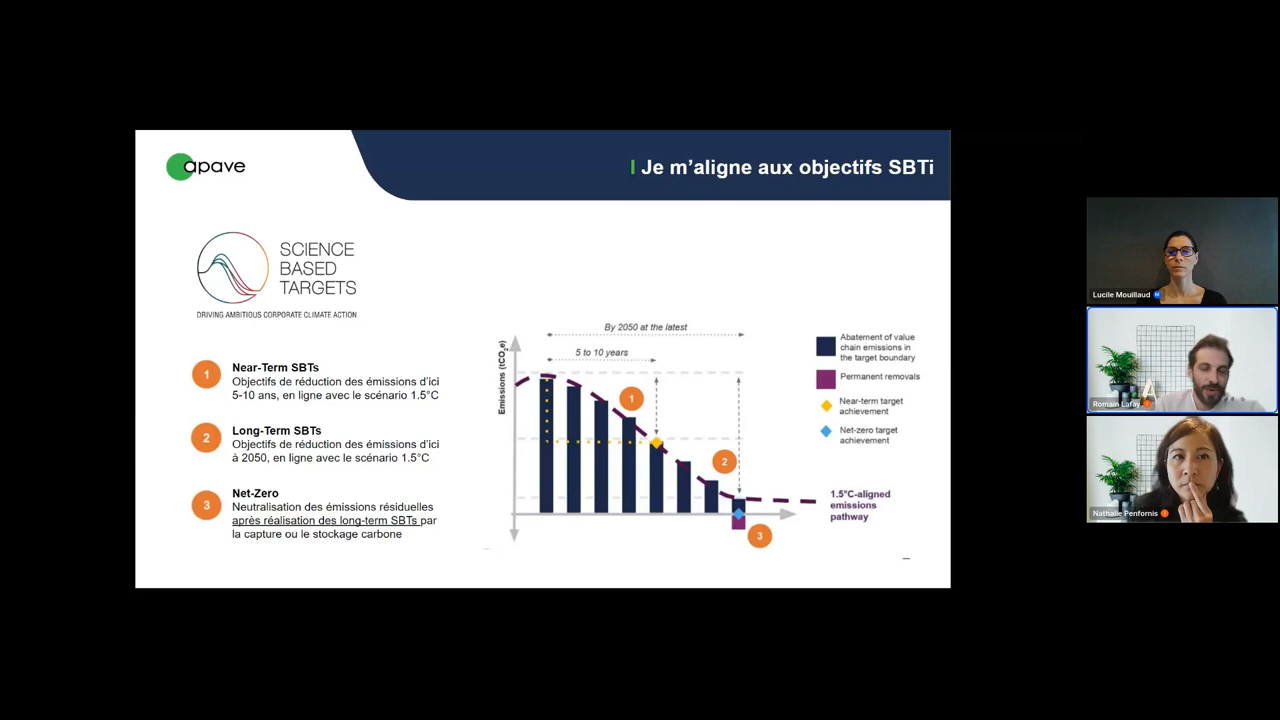 apave
I Je m'aligne aux objectifs SBTi
SCIENCE
BASED
TARGETS
DRIVING AMBITIOUS CORPORATE CLIMATE ACTION
1
Near-Term SBTs
Objectifs de réduction des émissions d'ici
5-10 ans, en ligne avec le scénario 1.5°C
2
Long-Term SBTs
Objectifs de réduction des émissions d'ici
à 2050, en ligne avec le scénario 1.5°C
3
Net-Zero
Neutralisation des émissions résiduelles
après réalisation des long-term SBTs par
la capture ou le stockage carbone
By 2050 at the latest
5 to 10 years
Emissions (tCO2e)
1
2
3
Abatement of value
chain emissions in
the target boundary
Permanent removals
Near-term target
achievement
Net-zero target
achievement
1.5°C-aligned
emissions
pathway
Lucile Mouillaud
Romain Lafay
Nathalie Penfornis